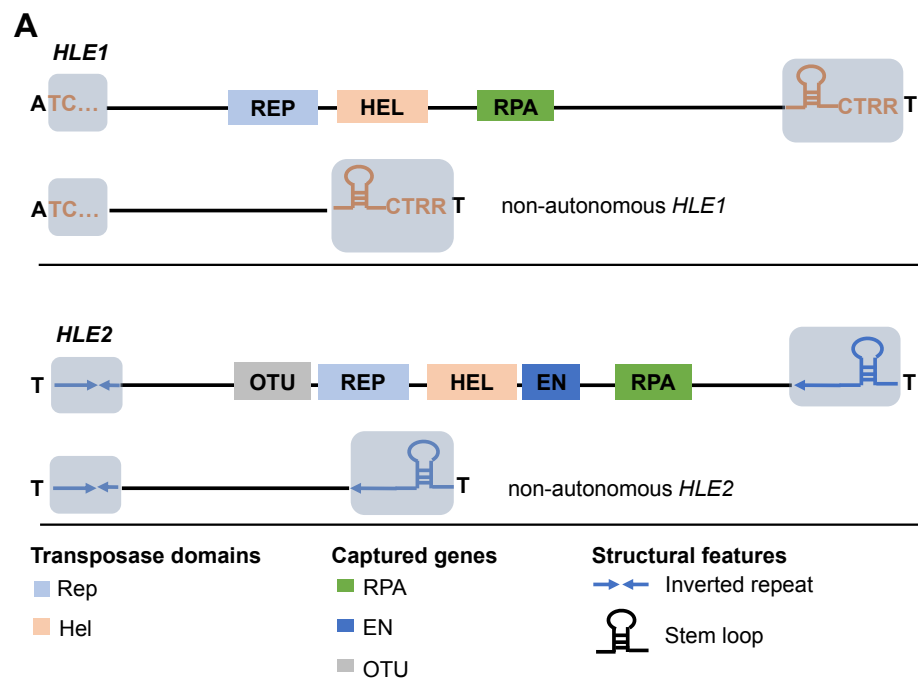 A
HLE1
A TC... REP HEL RPA CTRR T
A TC... CTRR T non-autonomous HLE1
HLE2
T OTU REP HEL EN RPA T
T T non-autonomous HLE2
Transposase domains Captured genes Structural features
Rep RPA Inverted repeat
Hel EN Stem loop
OTU